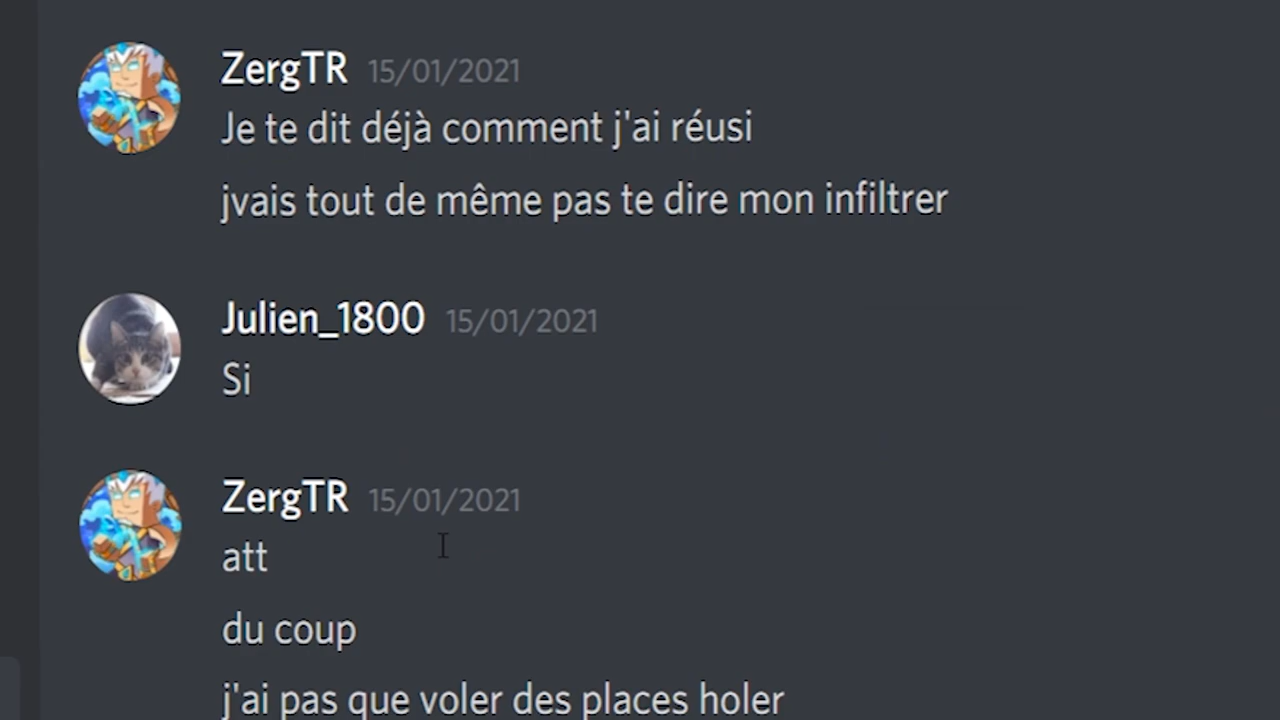 ZergTR 15/01/2021
Je te dit déjà comment j'ai réusi
jvais tout de même pas te dire mon infiltrer
Julien_1800 15/01/2021
Si
ZergTR 15/01/2021
att
du coup
j'ai pas que voler des places holer